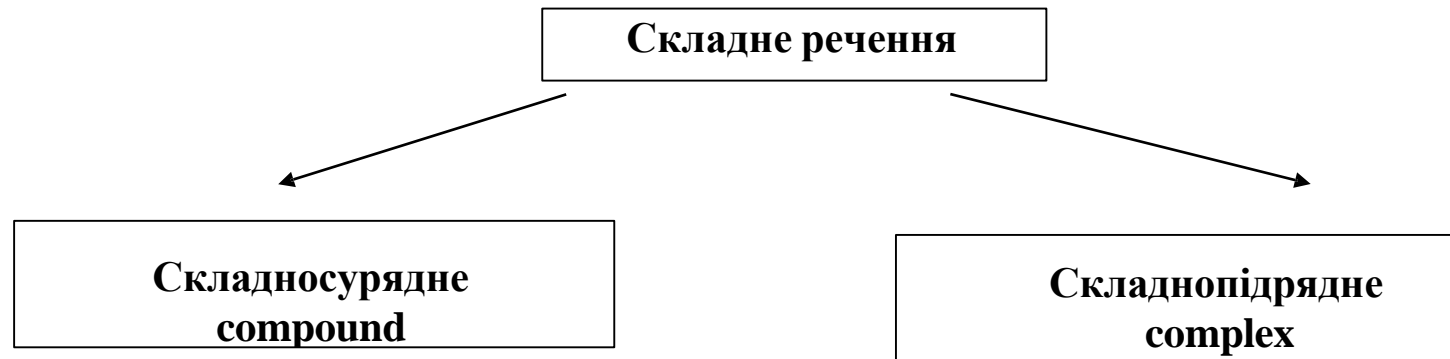 Складне речення
Складносурядне
compound
Складнопідрядне
complex